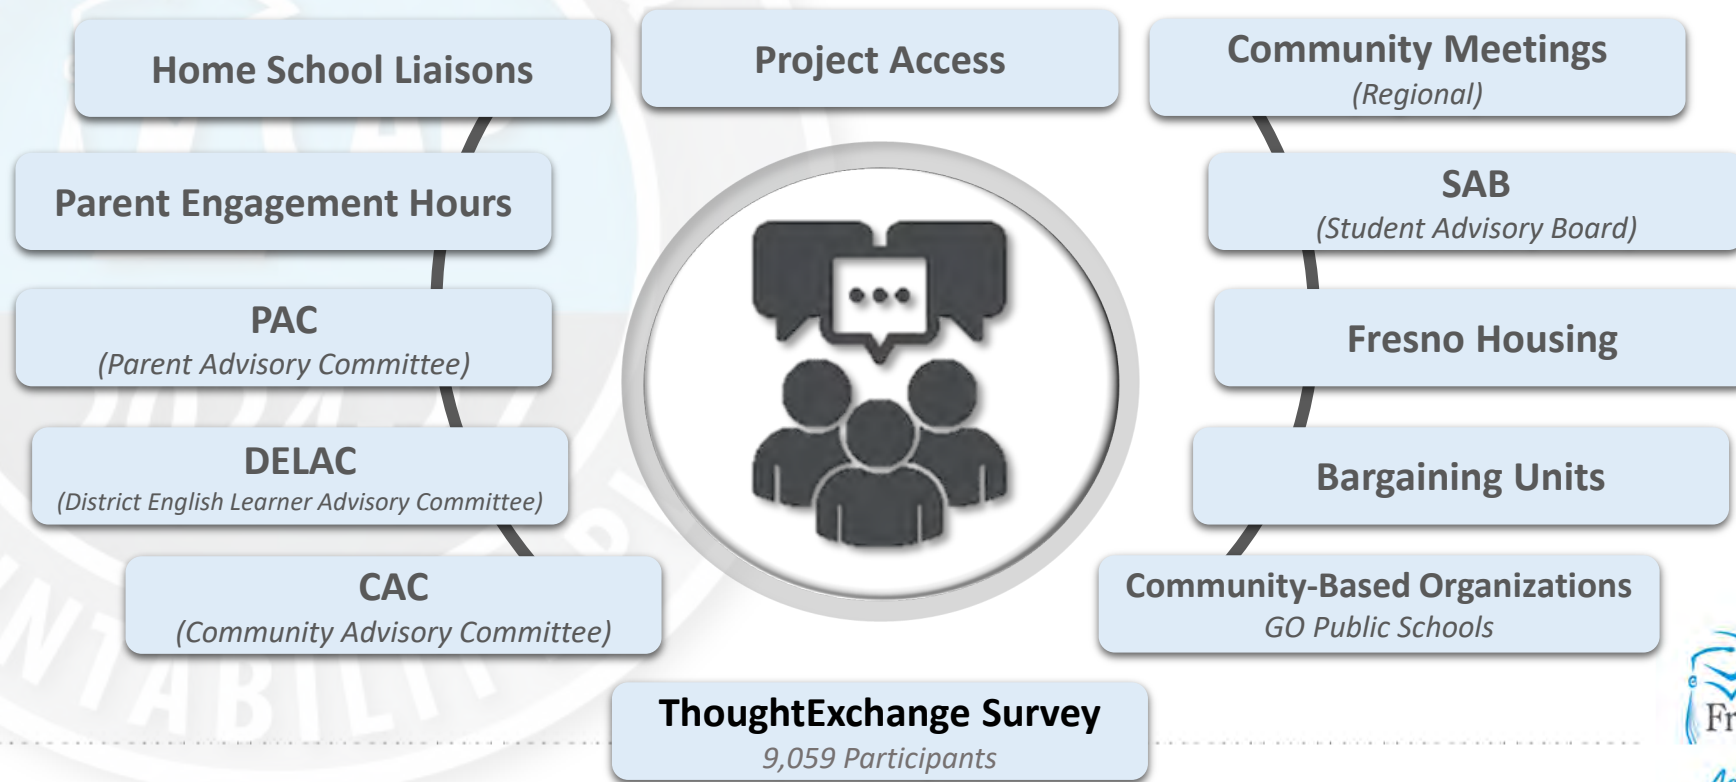 Home School Liaisons
Project Access
Community Meetings
(Regional)
Parent Engagement Hours
SAB
(Student Advisory Board)
PAC
(Parent Advisory Committee)
Fresno Housing
DELAC
(District English Learner Advisory Committee)
Bargaining Units
CAC
(Community Advisory Committee)
Community-Based Organizations
GO Public Schools
ThoughtExchange Survey
9,059 Participants